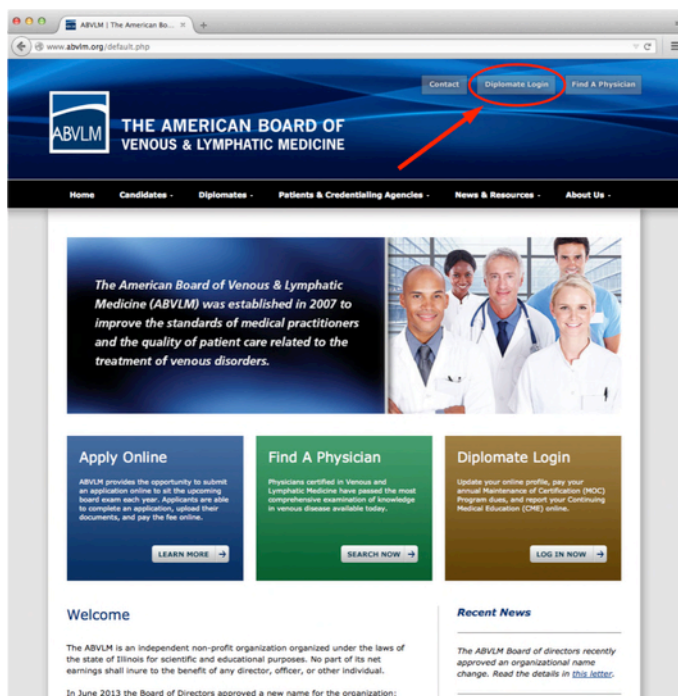 ABVLM | The American Bo...
www.abvlm.org/default.php
Contact
Diplomate Login
Find A Physician
ABVLM
THE AMERICAN BOARD OF
VENOUS & LYMPHATIC MEDICINE
Home
Candidates -
Diplomates -
Patients & Credentialing Agencies -
News & Resources -
About Us -
The American Board of Venous & Lymphatic
Medicine (ABVLM) was established in 2007 to
improve the standards of medical practitioners
and the quality of patient care related to the
treatment of venous disorders.
Apply Online
ABVLM provides the opportunity to submit
an application online to sit the upcoming
board exam each year. Applicants are able
to complete an application, upload their
documents, and pay the fee online.
LEARN MORE
Find A Physician
Physicians certified in Venous and
Lymphatic Medicine have passed the most
comprehensive examination of knowledge
in venous disease available today.
SEARCH NOW
Diplomate Login
Update your online profile, pay your
annual Maintenance of Certification (MOC)
Program dues, and report your Continuing
Medical Education (CME) online.
LOG IN NOW
Welcome
The ABVLM is an independent non-profit organization organized under the laws of
the state of Illinois for scientific and educational purposes. No part of its net
earnings shall inure to the benefit of any director, officer, or other individual.
In June 2013 the Board of Directors approved a new name for the organization:
Recent News
The ABVLM Board of directors recently
approved an organizational name
change. Read the details in this letter.